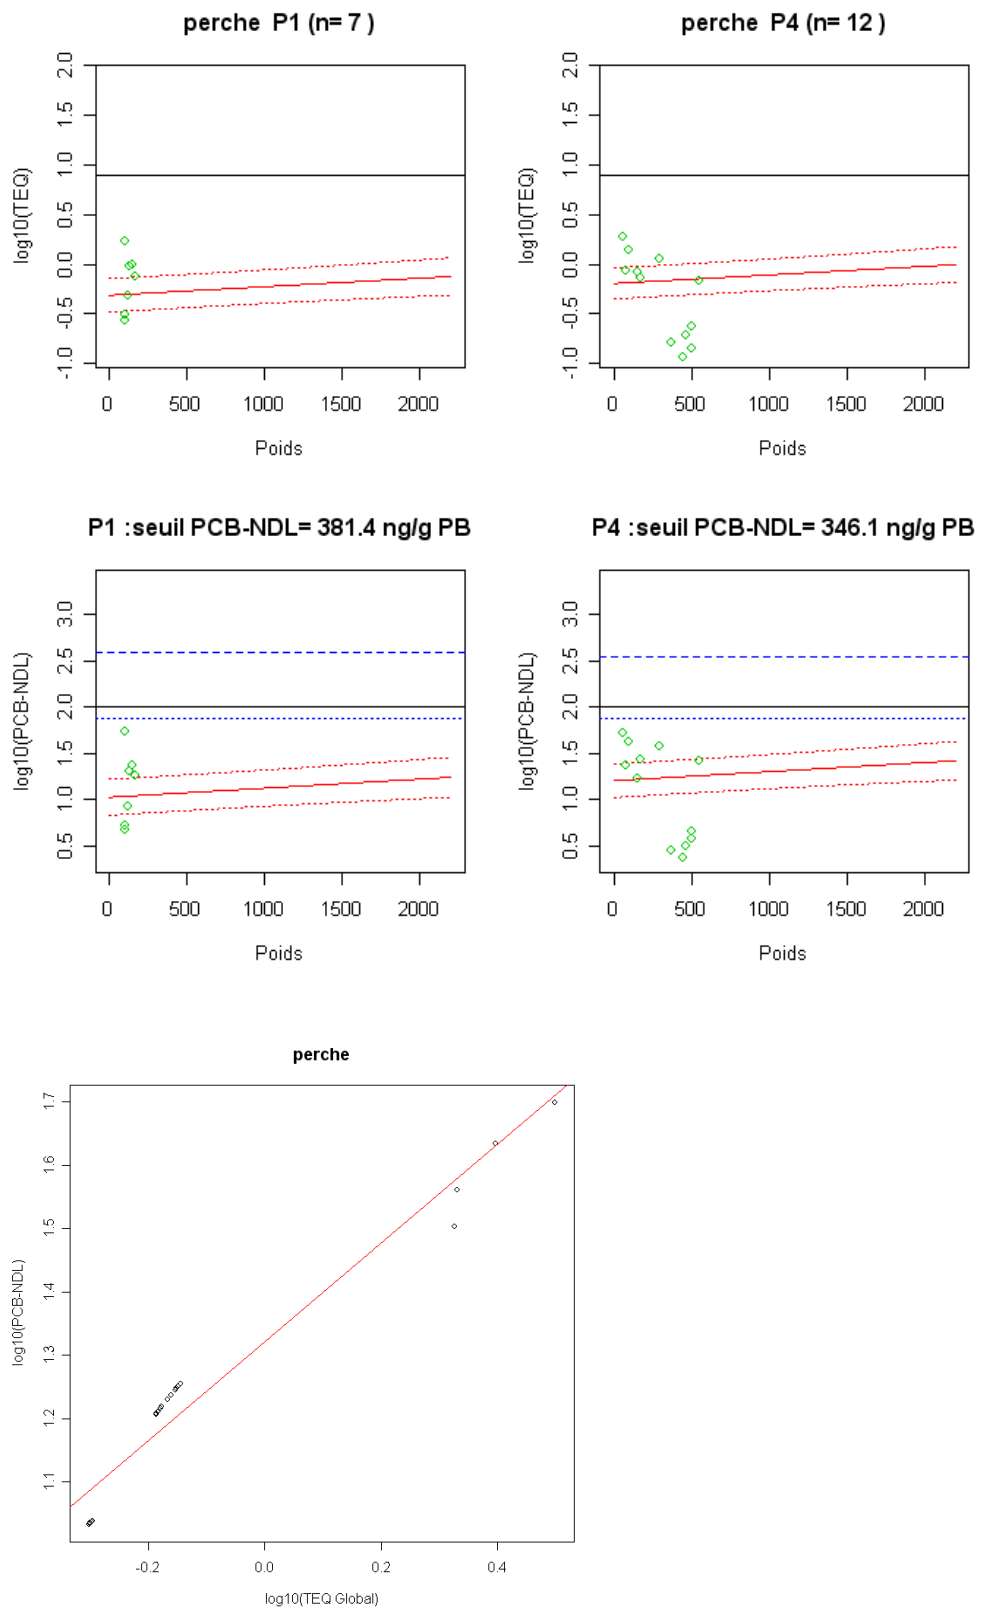 perche P1 (n= 7 )
perche P4 (n= 12 )
log10(TEQ)
-1.0 -0.5 0.0 0.5 1.0 1.5 2.0
0 500 1000 1500 2000
Poids
log10(TEQ)
-1.0 -0.5 0.0 0.5 1.0 1.5 2.0
0 500 1000 1500 2000
Poids
P1 :seuil PCB-NDL= 381.4 ng/g PB
P4 :seuil PCB-NDL= 346.1 ng/g PB
log10(PCB-NDL)
0.5 1.0 1.5 2.0 2.5 3.0
0 500 1000 1500 2000
Poids
log10(PCB-NDL)
0.5 1.0 1.5 2.0 2.5 3.0
0 500 1000 1500 2000
Poids
perche
log10(PCB-NDL)
1.1 1.2 1.3 1.4 1.5 1.6 1.7
-0.2 0.0 0.2 0.4
log10(TEQ Global)